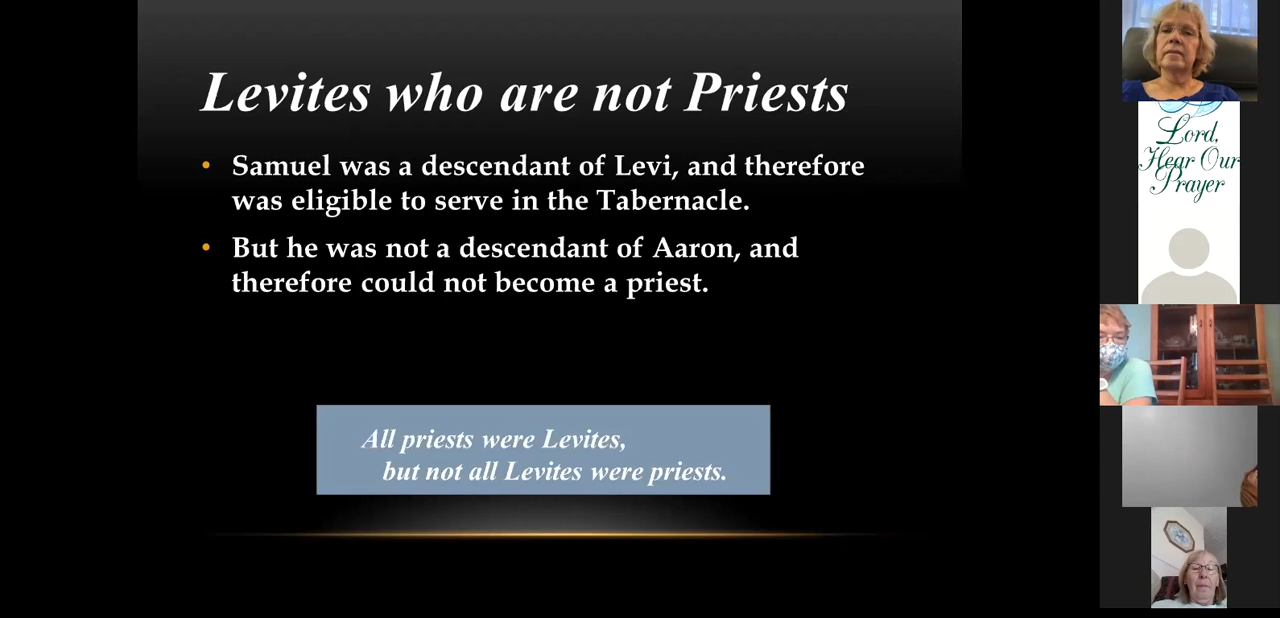 Levites who are not Priests
• Samuel was a descendant of Levi, and therefore
was eligible to serve in the Tabernacle.
• But he was not a descendant of Aaron, and
therefore could not become a priest.
All priests were Levites,
but not all Levites were priests.
Lord,
Hear Our
Prayer